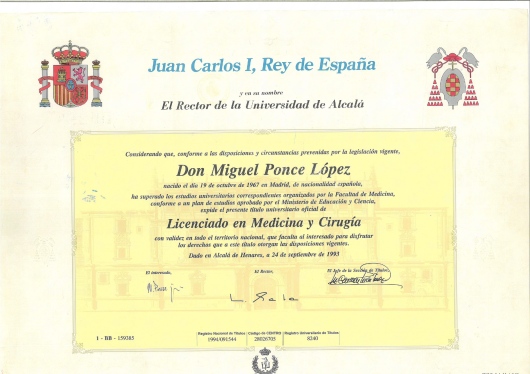 Juan Carlos I, Rey de España
y en su nombre
El Rector de la Universidad de Alcalá
Considerando que, conforme a las disposiciones y circunstancias prevenidas por la legislación vigente,
Don Miguel Ponce López
nacido el día 19 de octubre de 1967 en Madrid, de nacionalidad española,
ha superado los estudios universitarios correspondientes organizados por la Facultad de Medicina,
conforme a un plan de estudios aprobado por el Ministerio de Educación y Ciencia,
expide el presente título universitario oficial de
Licenciado en Medicina y Cirugía
con validez en todo el territorio nacional, que faculta al interesado para disfrutar
los derechos que a este título otorgan las disposiciones vigentes.
Dado en Alcalá de Henares, a 24 de septiembre de 1993
El interesado, El Rector, El Jefe de la Sección de Títulos,
1 - BB - 159385
Registro Nacional de Títulos Código de CENTRO Registro Universitario de Títulos
1994/091544 28026703 8240